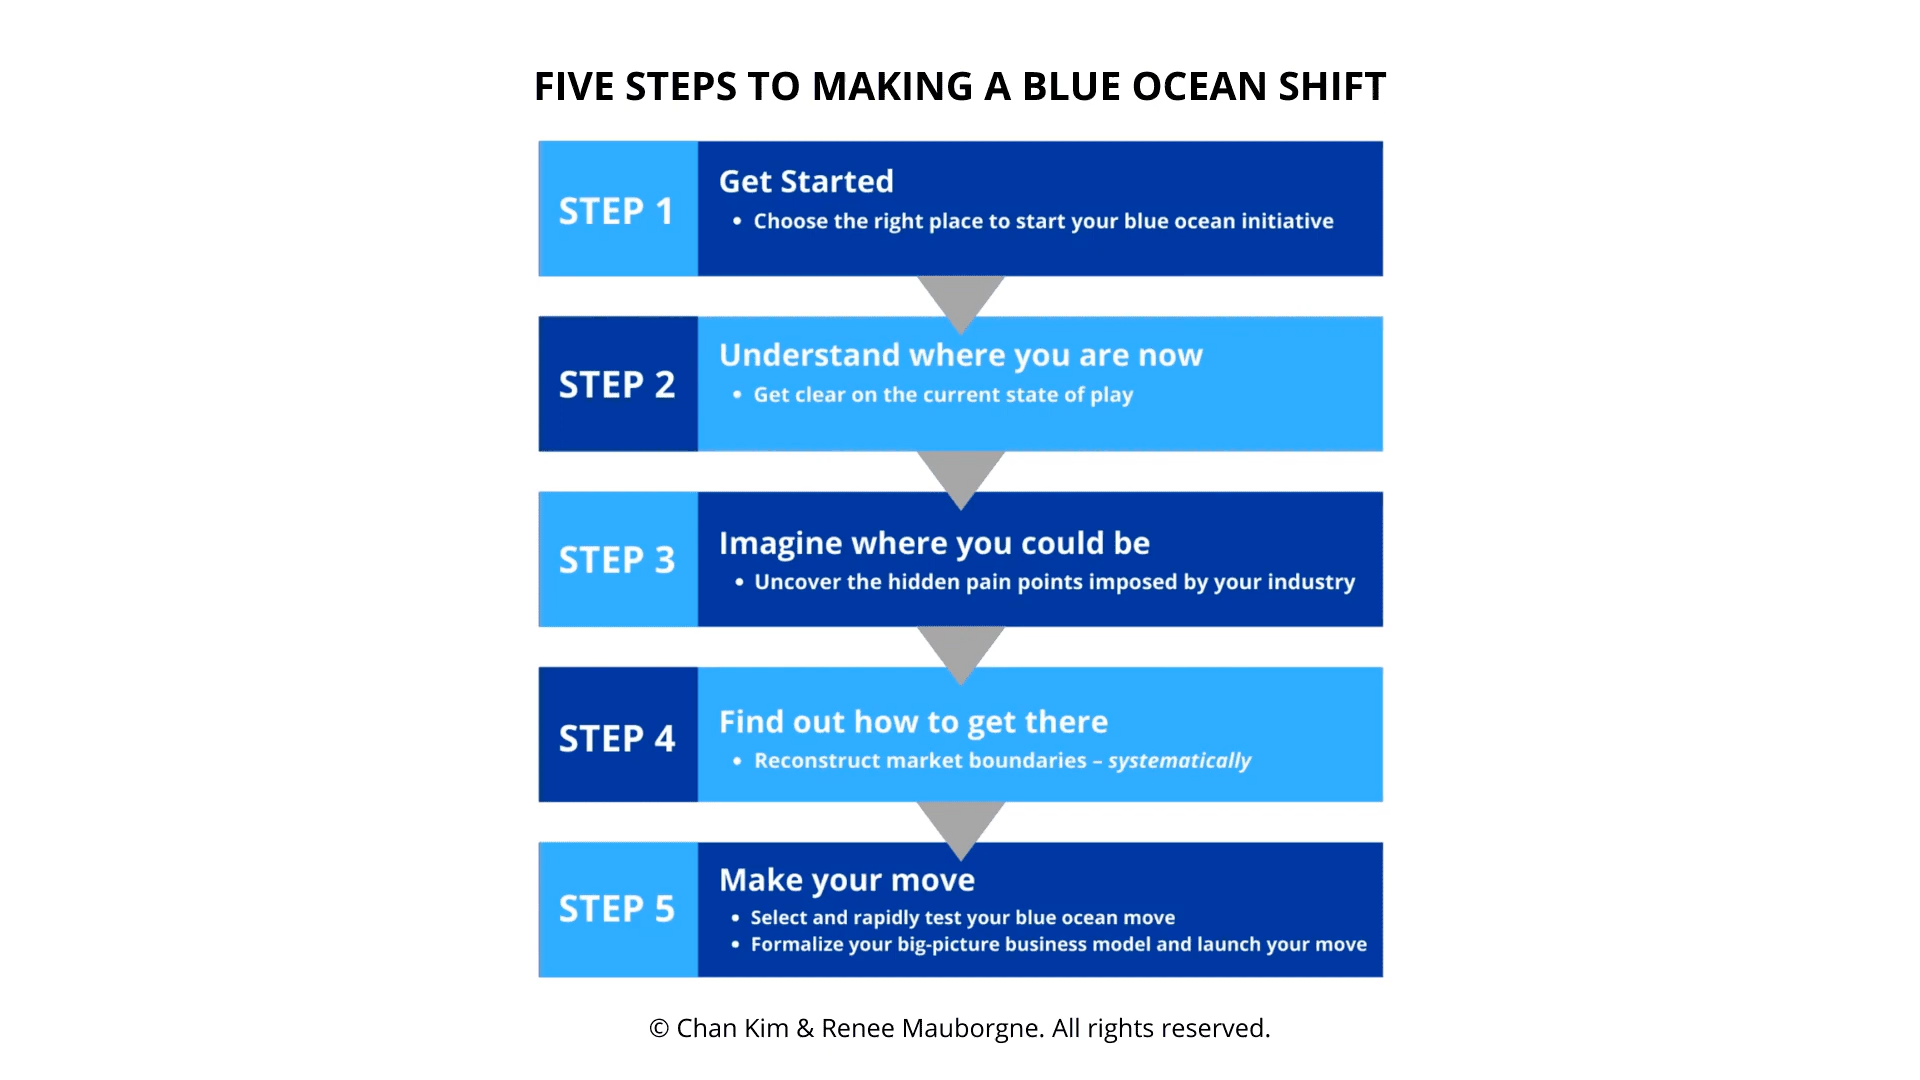 FIVE STEPS TO MAKING A BLUE OCEAN SHIFT
STEP 1
Get Started
• Choose the right place to start your blue ocean initiative
STEP 2
Understand where you are now
• Get clear on the current state of play
STEP 3
Imagine where you could be
• Uncover the hidden pain points imposed by your industry
STEP 4
Find out how to get there
• Reconstruct market boundaries – systematically
STEP 5
Make your move
• Select and rapidly test your blue ocean move
• Formalize your big-picture business model and launch your move
© Chan Kim & Renee Mauborgne. All rights reserved.